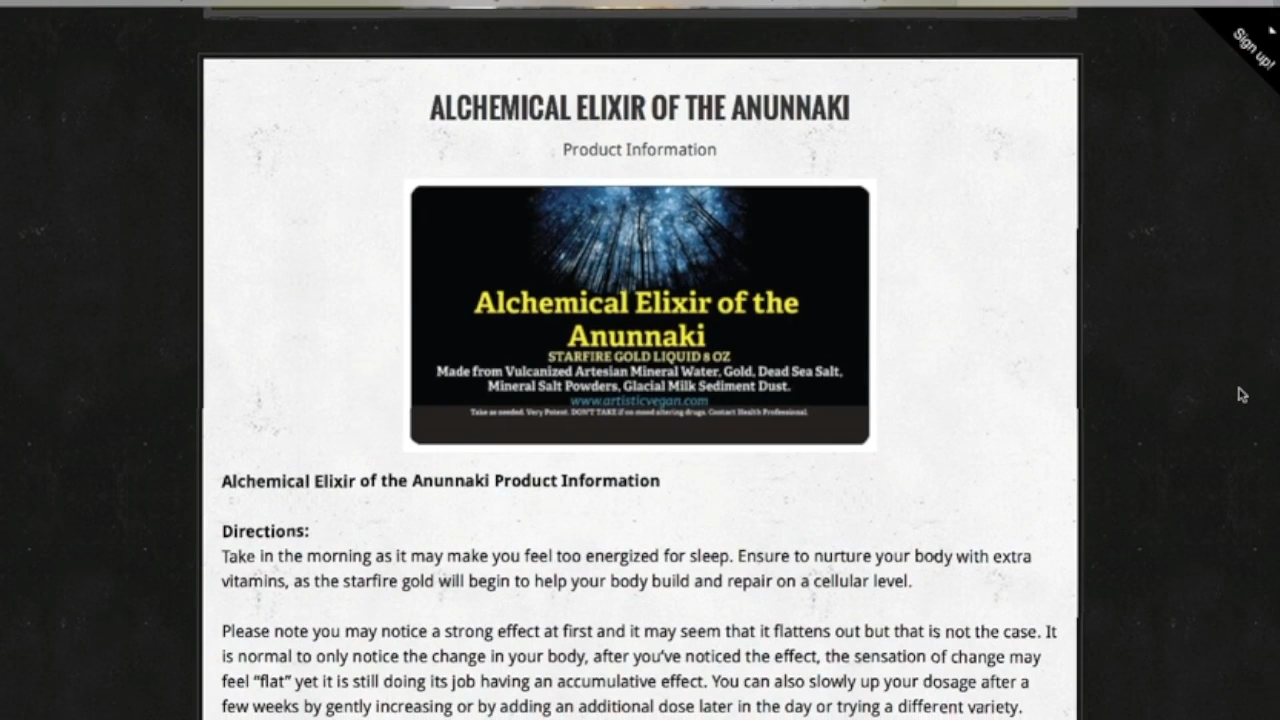 Sign up!
ALCHEMICAL ELIXIR OF THE ANUNNAKI
Product Information
Alchemical Elixir of the
Anunnaki
STARFIRE GOLD LIQUID 8 OZ
Made from Vulcanized Artesian Mineral Water, Gold, Dead Sea Salt,
Mineral Salt Powders, Glacial Milk Sediment Dust.
www.artisticvegan.com
Take as needed. Very Potent. DON'T TAKE if on mood altering drugs. Contact Health Professional.
Alchemical Elixir of the Anunnaki Product Information
Directions:
Take in the morning as it may make you feel too energized for sleep. Ensure to nurture your body with extra
vitamins, as the starfire gold will begin to help your body build and repair on a cellular level.
Please note you may notice a strong effect at first and it may seem that it flattens out but that is not the case. It
is normal to only notice the change in your body, after you've noticed the effect, the sensation of change may
feel "flat" yet it is still doing its job having an accumulative effect. You can also slowly up your dosage after a
few weeks by gently increasing or by adding an additional dose later in the day or trying a different variety.